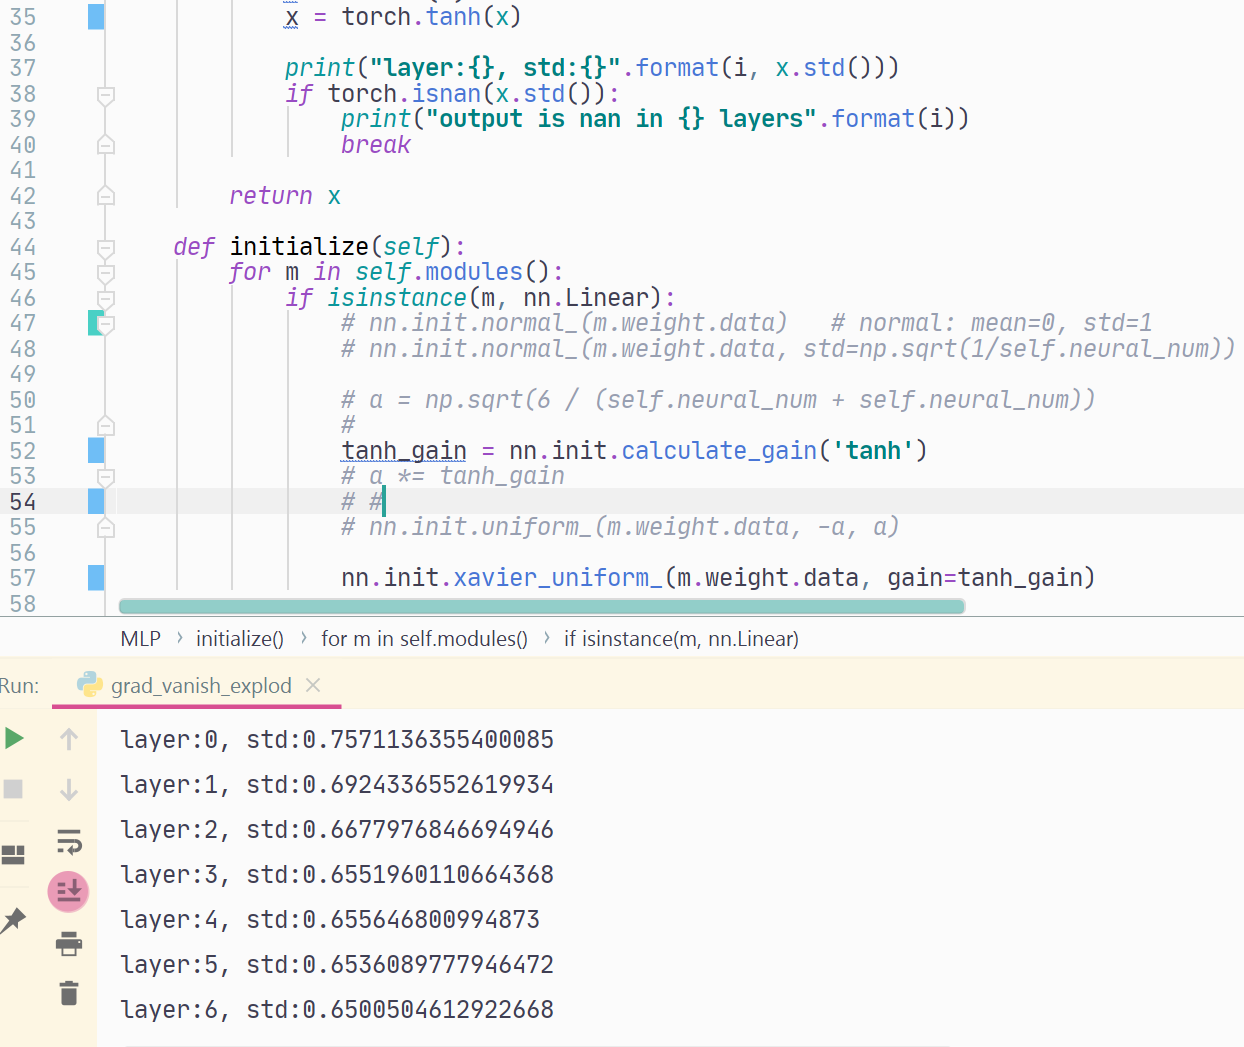 35 x = torch.tanh(x)
36
37 print("layer:{}, std:{}".format(i, x.std()))
38 if torch.isnan(x.std()):
39 print("output is nan in {} layers".format(i))
40 break
41
42 return x
43
44 def initialize(self):
45 for m in self.modules():
46 if isinstance(m, nn.Linear):
47 # nn.init.normal_(m.weight.data)   # normal: mean=0, std=1
48 # nn.init.normal_(m.weight.data, std=np.sqrt(1/self.neural_num))
49
50 # a = np.sqrt(6 / (self.neural_num + self.neural_num))
51 #
52 tanh_gain = nn.init.calculate_gain('tanh')
53 # a *= tanh_gain
54 # #
55 # nn.init.uniform_(m.weight.data, -a, a)
56
57 nn.init.xavier_uniform_(m.weight.data, gain=tanh_gain)
58
MLP › initialize() › for m in self.modules() › if isinstance(m, nn.Linear)
Run: grad_vanish_explod ×
layer:0, std:0.7571136355400085
layer:1, std:0.6924336552619934
layer:2, std:0.6677976846694946
layer:3, std:0.6551960110664368
layer:4, std:0.655646800994873
layer:5, std:0.6536089777946472
layer:6, std:0.6500504612922668